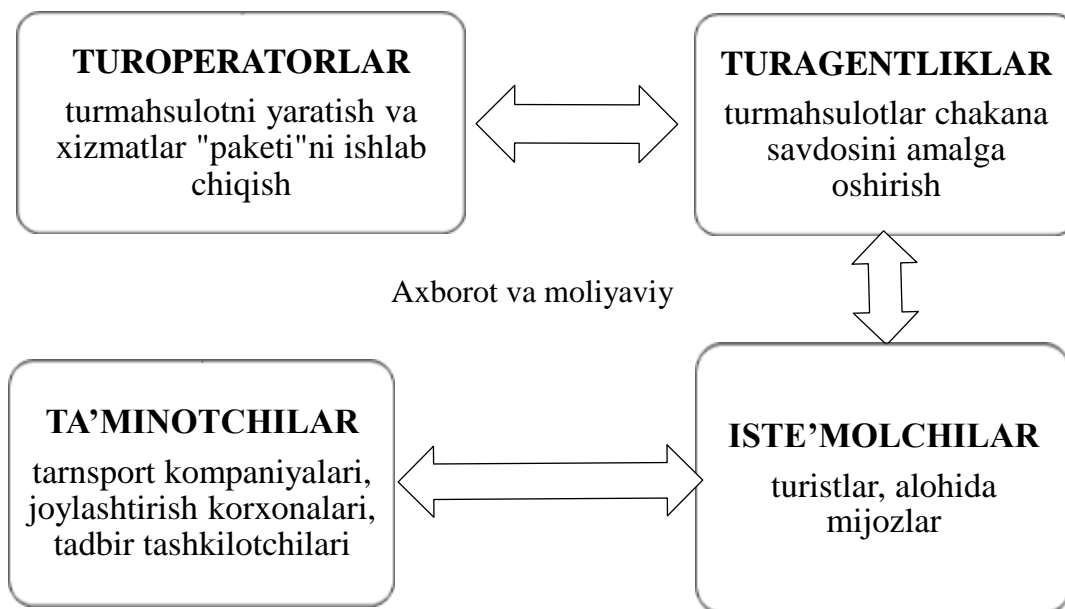 TUROPERATORLAR
turmahsulotni yaratish va
xizmatlar "paketi"ni ishlab
chiqish
TURAGENTLIKLAR
turmahsulotlar chakana
savdosini amalga
oshirish
Axborot va moliyaviy
TA’MINOTCHILAR
tarnsport kompaniyalari,
joylashtirish korxonalari,
tadbir tashkilotchilari
ISTE’MOLCHILAR
turistlar, alohida
mijozlar